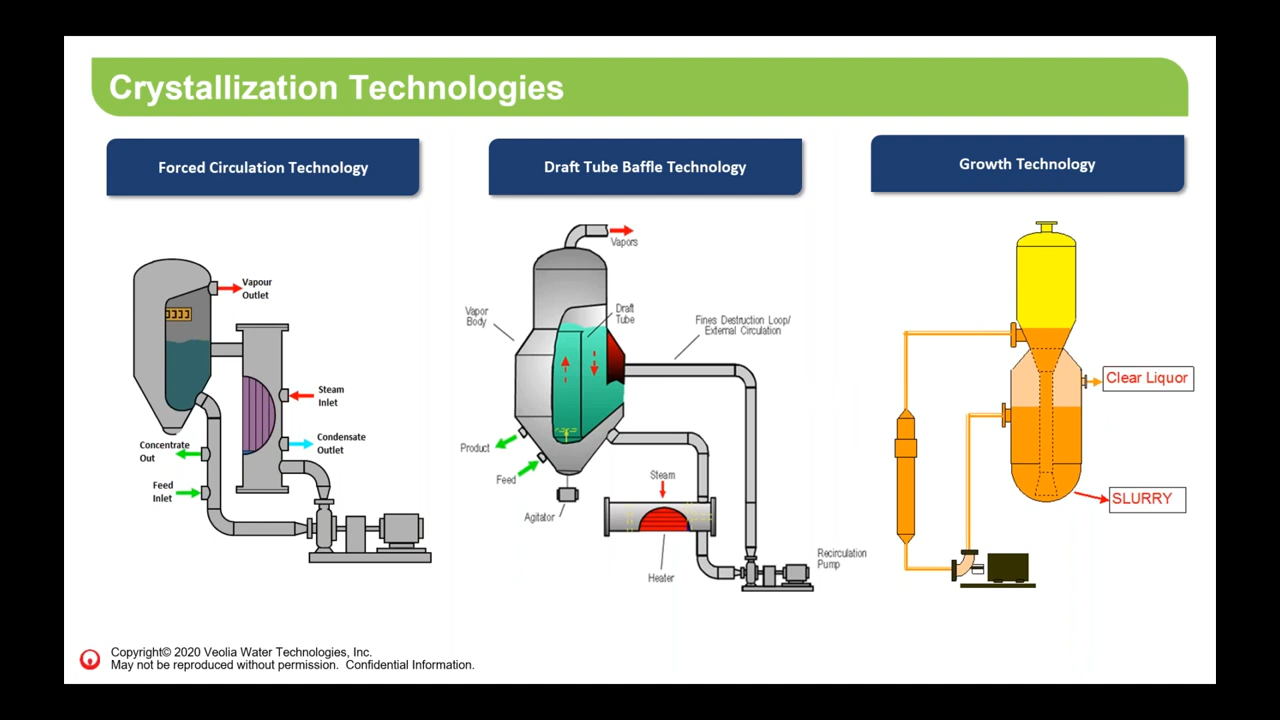 Crystallization Technologies
Forced Circulation Technology
Draft Tube Baffle Technology
Growth Technology
Vapour
Outlet
Steam
Inlet
Condensate
Outlet
Concentrate
Out
Feed
Inlet
Vapors
Vapor
Body
Draft
Tube
Fines Destruction Loop/
External Circulation
Product
Feed
Agitator
Steam
Heater
Recirculation
Pump
Clear Liquor
SLURRY
Copyright© 2020 Veolia Water Technologies, Inc.
May not be reproduced without permission. Confidential Information.